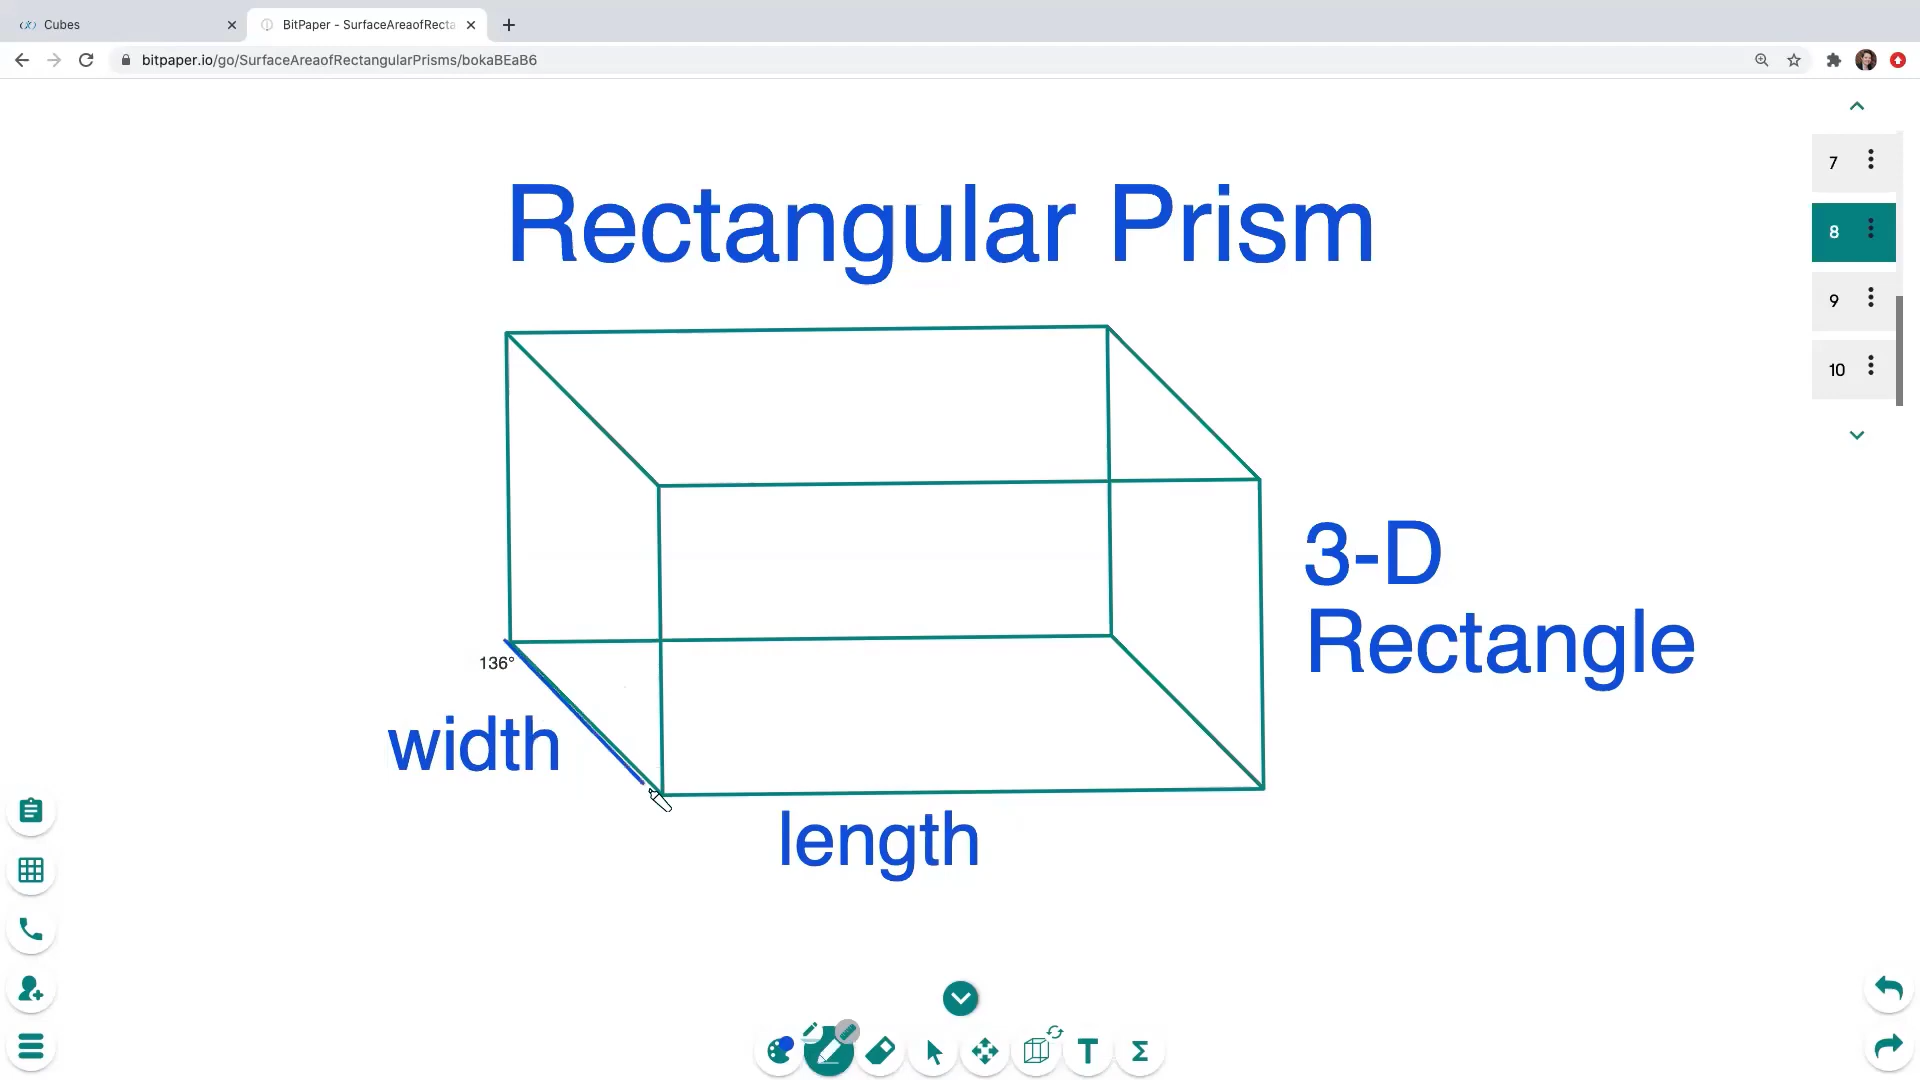 Cubes
BitPaper - SurfaceAreaofRecta
bitpaper.io/go/SurfaceAreaofRectangularPrisms/bokaBEaB6
7
8
9
10
Rectangular Prism
3-D
Rectangle
136°
width
length
T
Σ